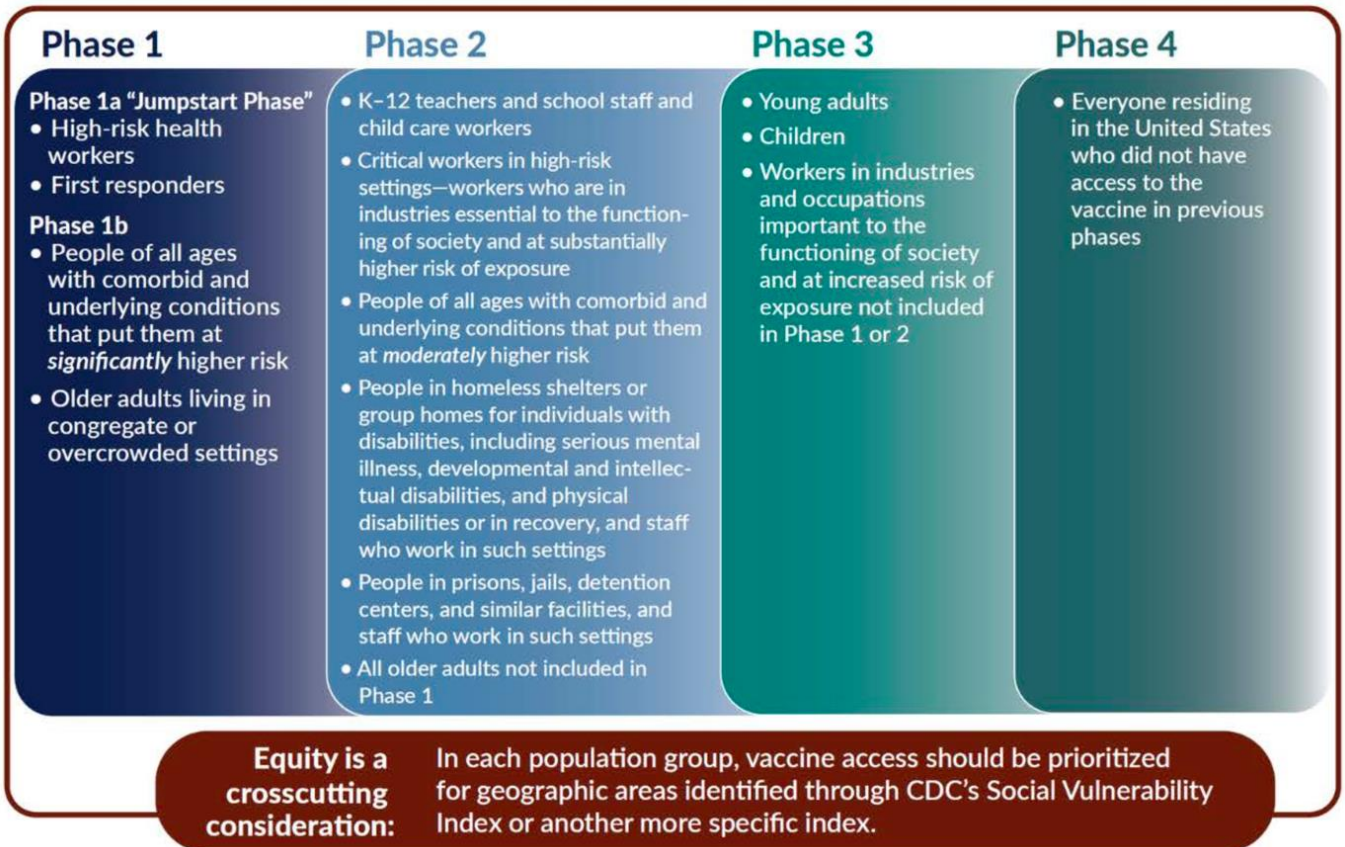 Phase 1
Phase 1a “Jumpstart Phase”
• High-risk health
workers
• First responders
Phase 1b
• People of all ages
with comorbid and
underlying conditions
that put them at
significantly higher risk
• Older adults living in
congregate or
overcrowded settings
Phase 2
• K–12 teachers and school staff and
child care workers
• Critical workers in high-risk
settings—workers who are in
industries essential to the function-
ing of society and at substantially
higher risk of exposure
• People of all ages with comorbid and
underlying conditions that put them
at moderately higher risk
• People in homeless shelters or
group homes for individuals with
disabilities, including serious mental
illness, developmental and intellec-
tual disabilities, and physical
disabilities or in recovery, and staff
who work in such settings
• People in prisons, jails, detention
centers, and similar facilities, and
staff who work in such settings
• All older adults not included in
Phase 1
Phase 3
• Young adults
• Children
• Workers in industries
and occupations
important to the
functioning of society
and at increased risk of
exposure not included
in Phase 1 or 2
Phase 4
• Everyone residing
in the United States
who did not have
access to the
vaccine in previous
phases
Equity is a
crosscutting
consideration:
In each population group, vaccine access should be prioritized
for geographic areas identified through CDC’s Social Vulnerability
Index or another more specific index.